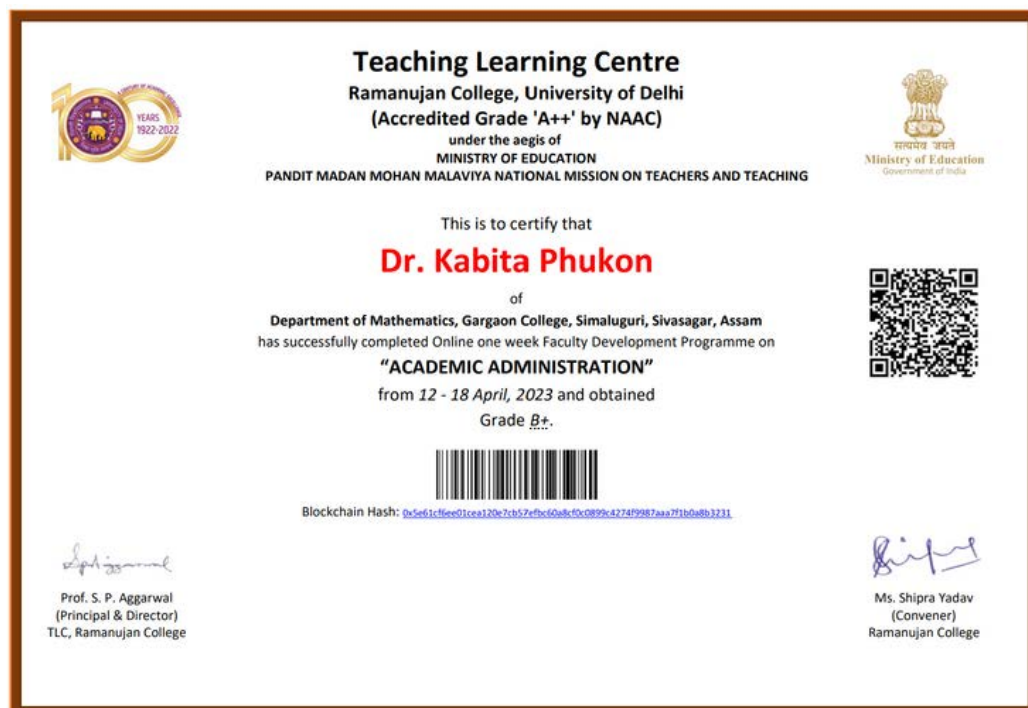 Teaching Learning Centre
Ramanujan College, University of Delhi
(Accredited Grade 'A++' by NAAC)
under the aegis of
MINISTRY OF EDUCATION
PANDIT MADAN MOHAN MALAVIYA NATIONAL MISSION ON TEACHERS AND TEACHING
100
YEARS
1922-2022
सत्यमेव जयते
Ministry of Education
Government of India
This is to certify that
Dr. Kabita Phukon
of
Department of Mathematics, Gargaon College, Simaluguri, Sivasagar, Assam
has successfully completed Online one week Faculty Development Programme on
“ACADEMIC ADMINISTRATION”
from 12 - 18 April, 2023 and obtained
Grade B+.
Blockchain Hash: 0x5e61cf6ee01cea120e7cb57efbc60a8cf0c0899c4274f9987aaa7f1b0a8b3231
Prof. S. P. Aggarwal
(Principal & Director)
TLC, Ramanujan College
Ms. Shipra Yadav
(Convener)
Ramanujan College